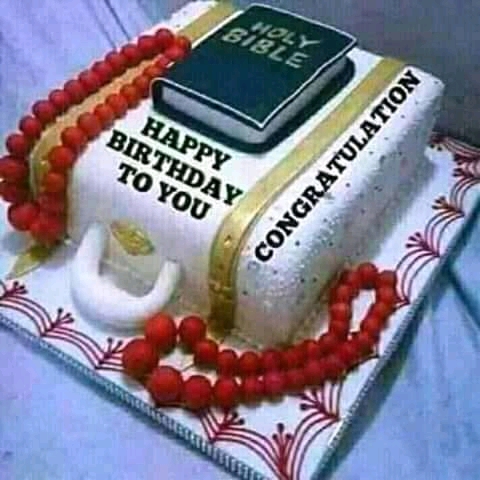 HOLY
BIBLE
HAPPY
BIRTHDAY
TO YOU
CONGRATULATION